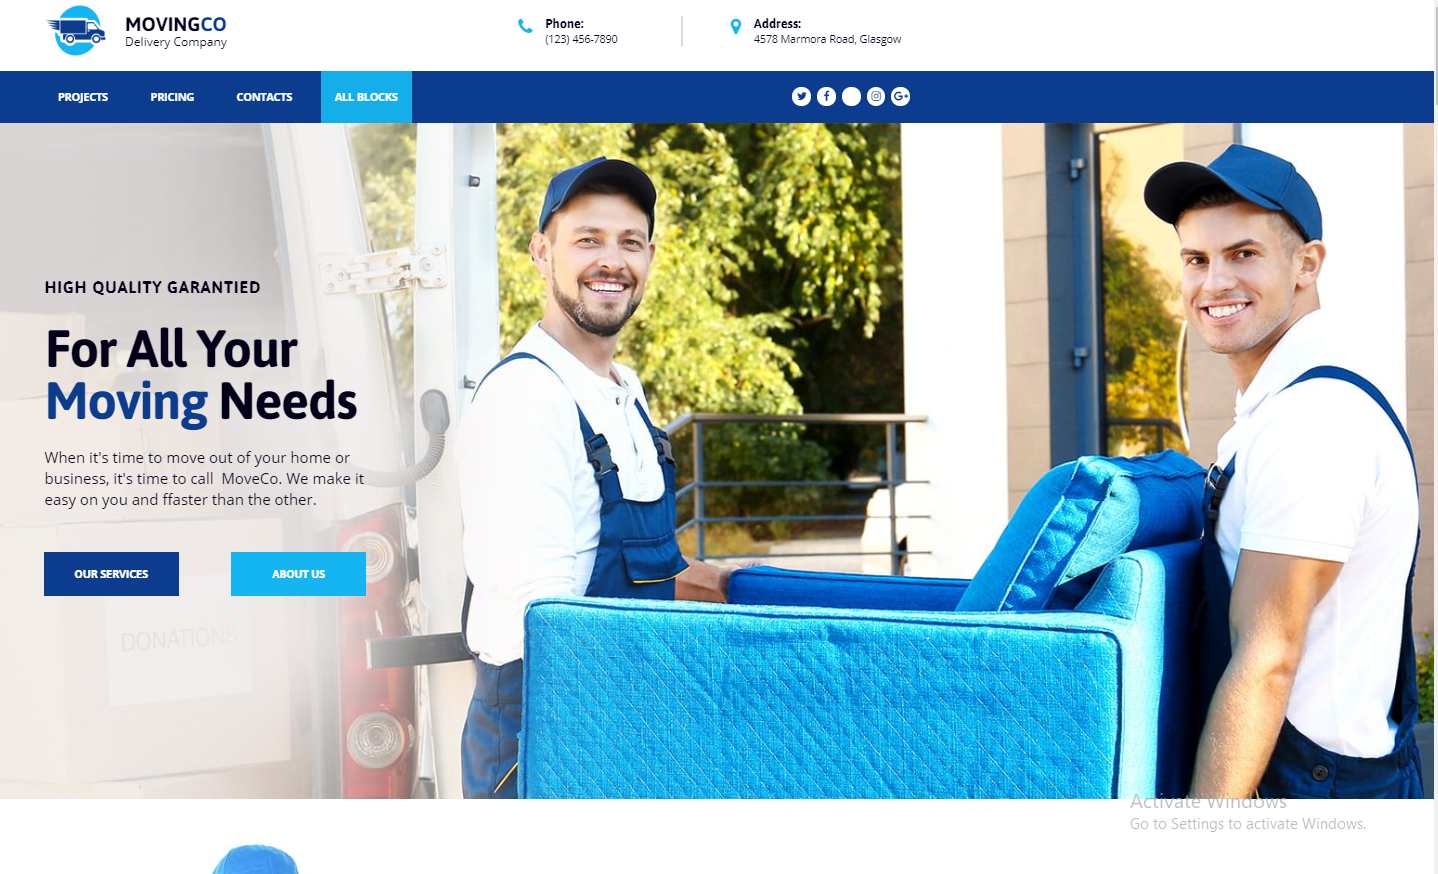 MOVINGCO
Delivery Company
Phone:
(123) 456-7890
Address:
4578 Marmora Road, Glasgow
PROJECTS
PRICING
CONTACTS
ALL BLOCKS
HIGH QUALITY GARANTIED
For All Your
Moving Needs
When it's time to move out of your home or
business, it's time to call  MoveCo. We make it
easy on you and ffaster than the other.
OUR SERVICES
ABOUT US
DONATIONS
Activate Windows
Go to Settings to activate Windows.